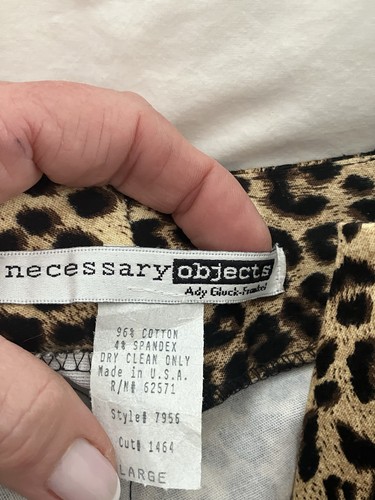 necessary objects
Ady Gluck-Frankel
96% COTTON
4% SPANDEX
DRY CLEAN ONLY
Made in U.S.A.
R/N# 62571
Style# 7956
Cut# 1464
LARGE